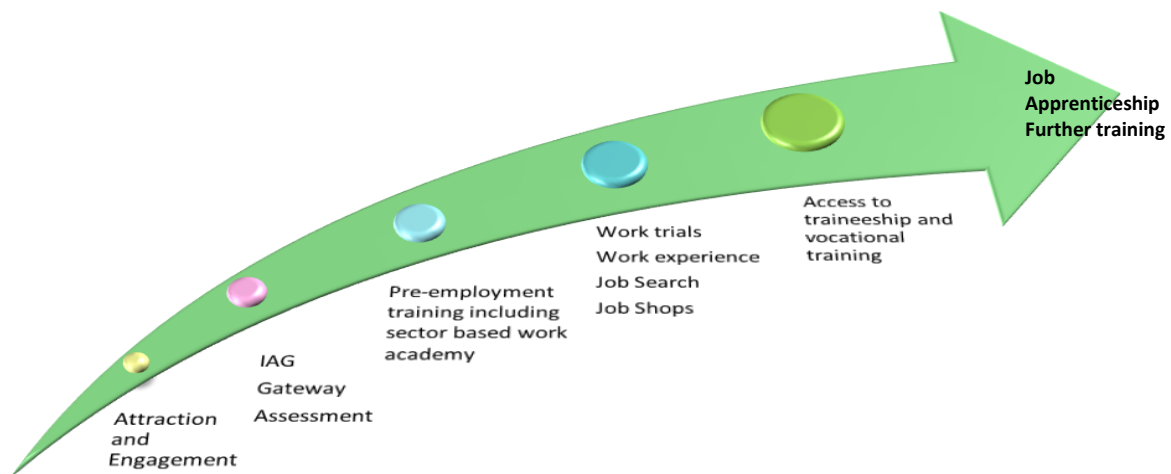 Attraction
and
Engagement
IAG
Gateway
Assessment
Pre-employment
training including
sector based work
academy
Work trials
Work experience
Job Search
Job Shops
Access to
traineeship and
vocational
training
Job
Apprenticeship
Further training